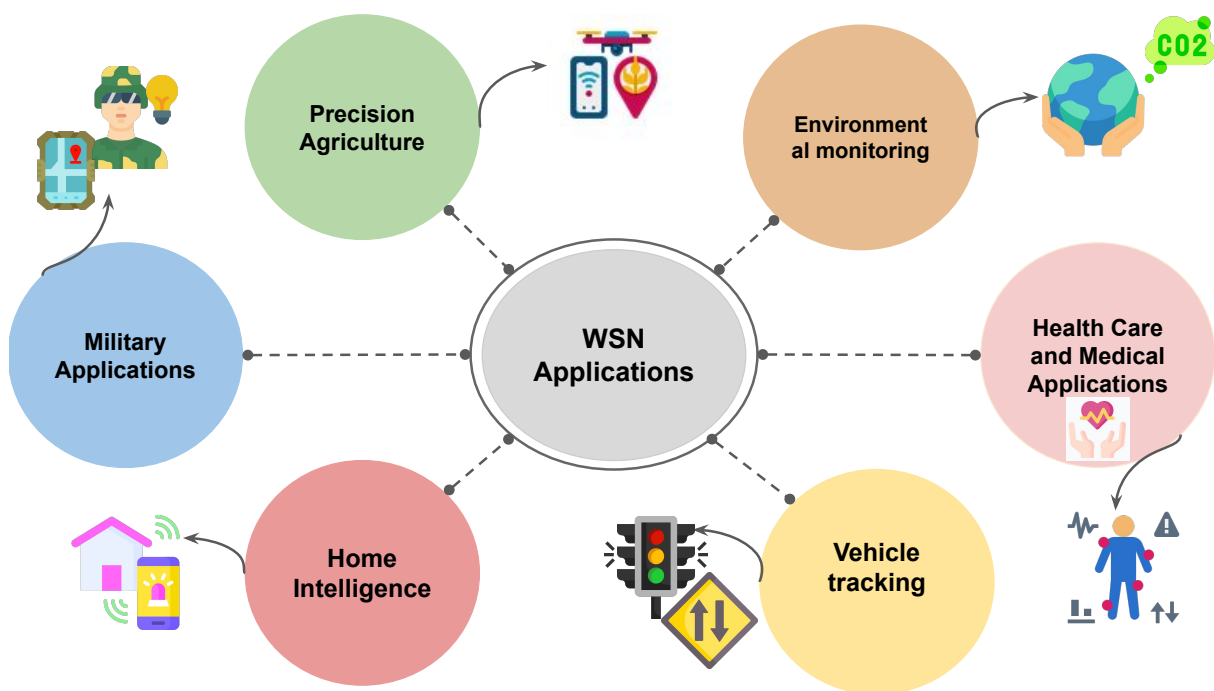 CO2
Precision
Agriculture
Environment
al monitoring
Military
Applications
WSN
Applications
Health Care
and Medical
Applications
Home
Intelligence
Vehicle
tracking